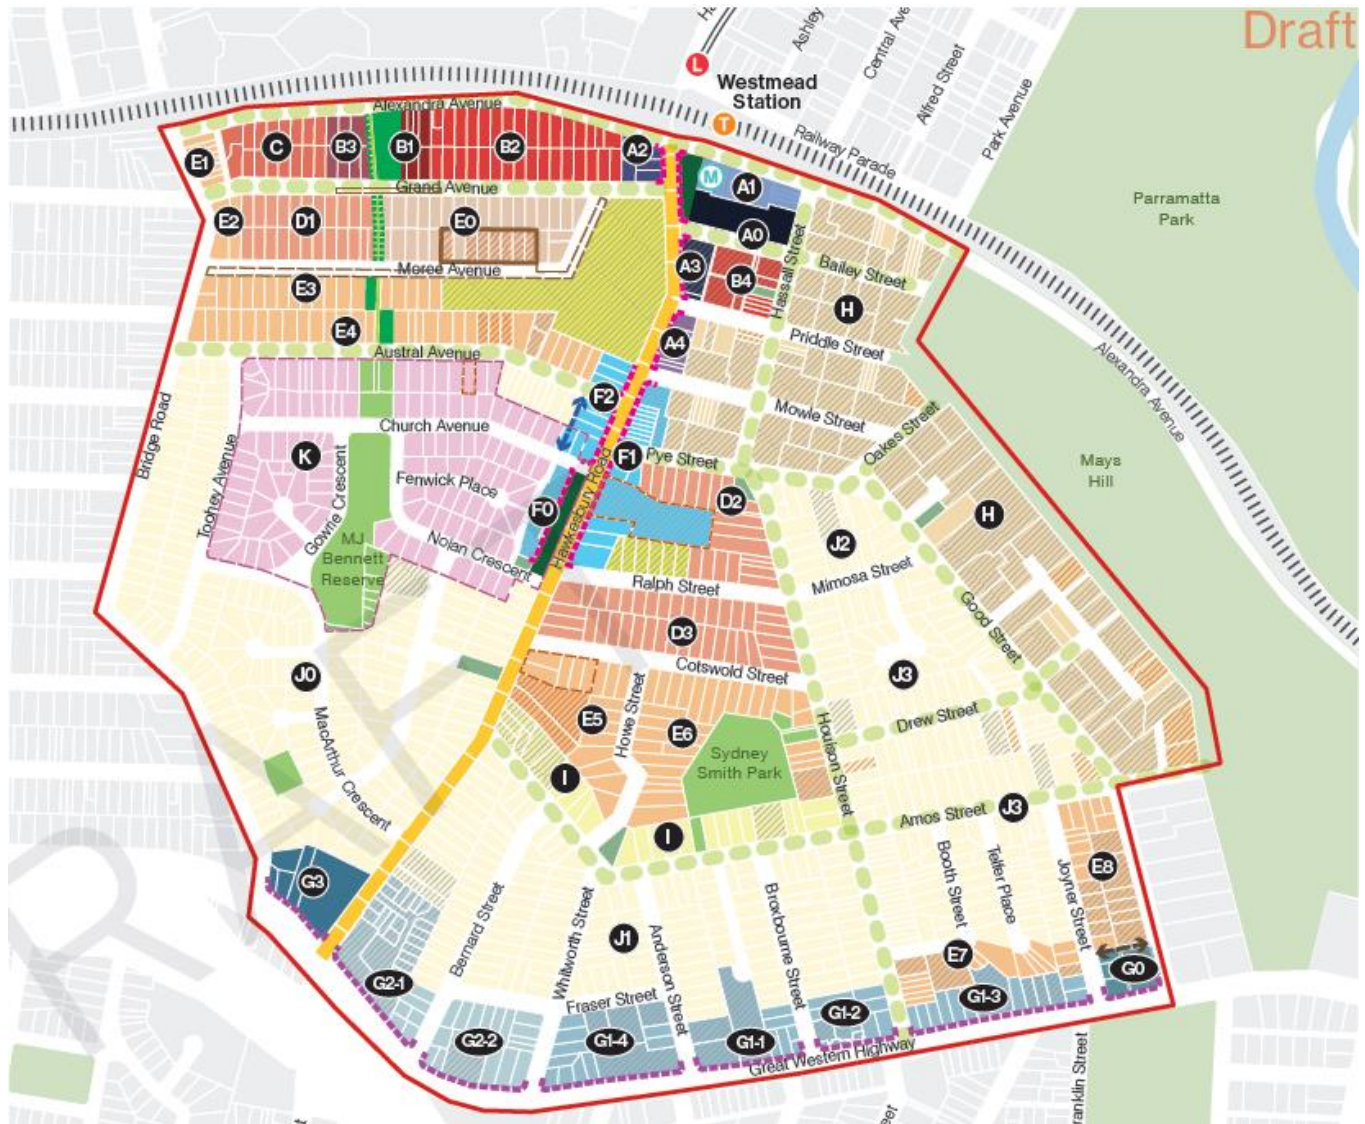 Draft
Ashley
Central Ave
Alfred Street
Park Avenue
L
Westmead
Station
T
Railway Parade
Alexandra Avenue
E1
C
B3
B1
B2
A2
M
A1
Parramatta
Park
Grand Avenue
E2
D1
E0
A0
Hassall Street
Bailey Street
Moree Avenue
A3
B4
E3
H
E4
A4
Priddle Street
Alexandra Avenue
Austral Avenue
Bridge Road
F2
Mowle Street
Oakes Street
Church Avenue
Toohey Avenue
K
Gowrie Crescent
Fenwick Place
F1
Pye Street
Mays
Hill
Hawkesbury Road
D2
F0
H
MJ
Bennett
Reserve
Nolan Crescent
J2
Mimosa Street
Ralph Street
Good Street
D3
Cotswold Street
J0
J3
MacArthur Crescent
Howe Street
E5
E6
Houison Street
Drew Street
Sydney
Smith Park
I
I
Amos Street
J3
G3
Booth Street
Telfer Place
Joyner Street
E8
Bernard Street
Whitworth Street
Anderson Street
Broxbourne Street
J1
E7
G0
G2-1
Fraser Street
G1-3
G1-2
G2-2
G1-4
G1-1
Great Western Highway
ranklin Street